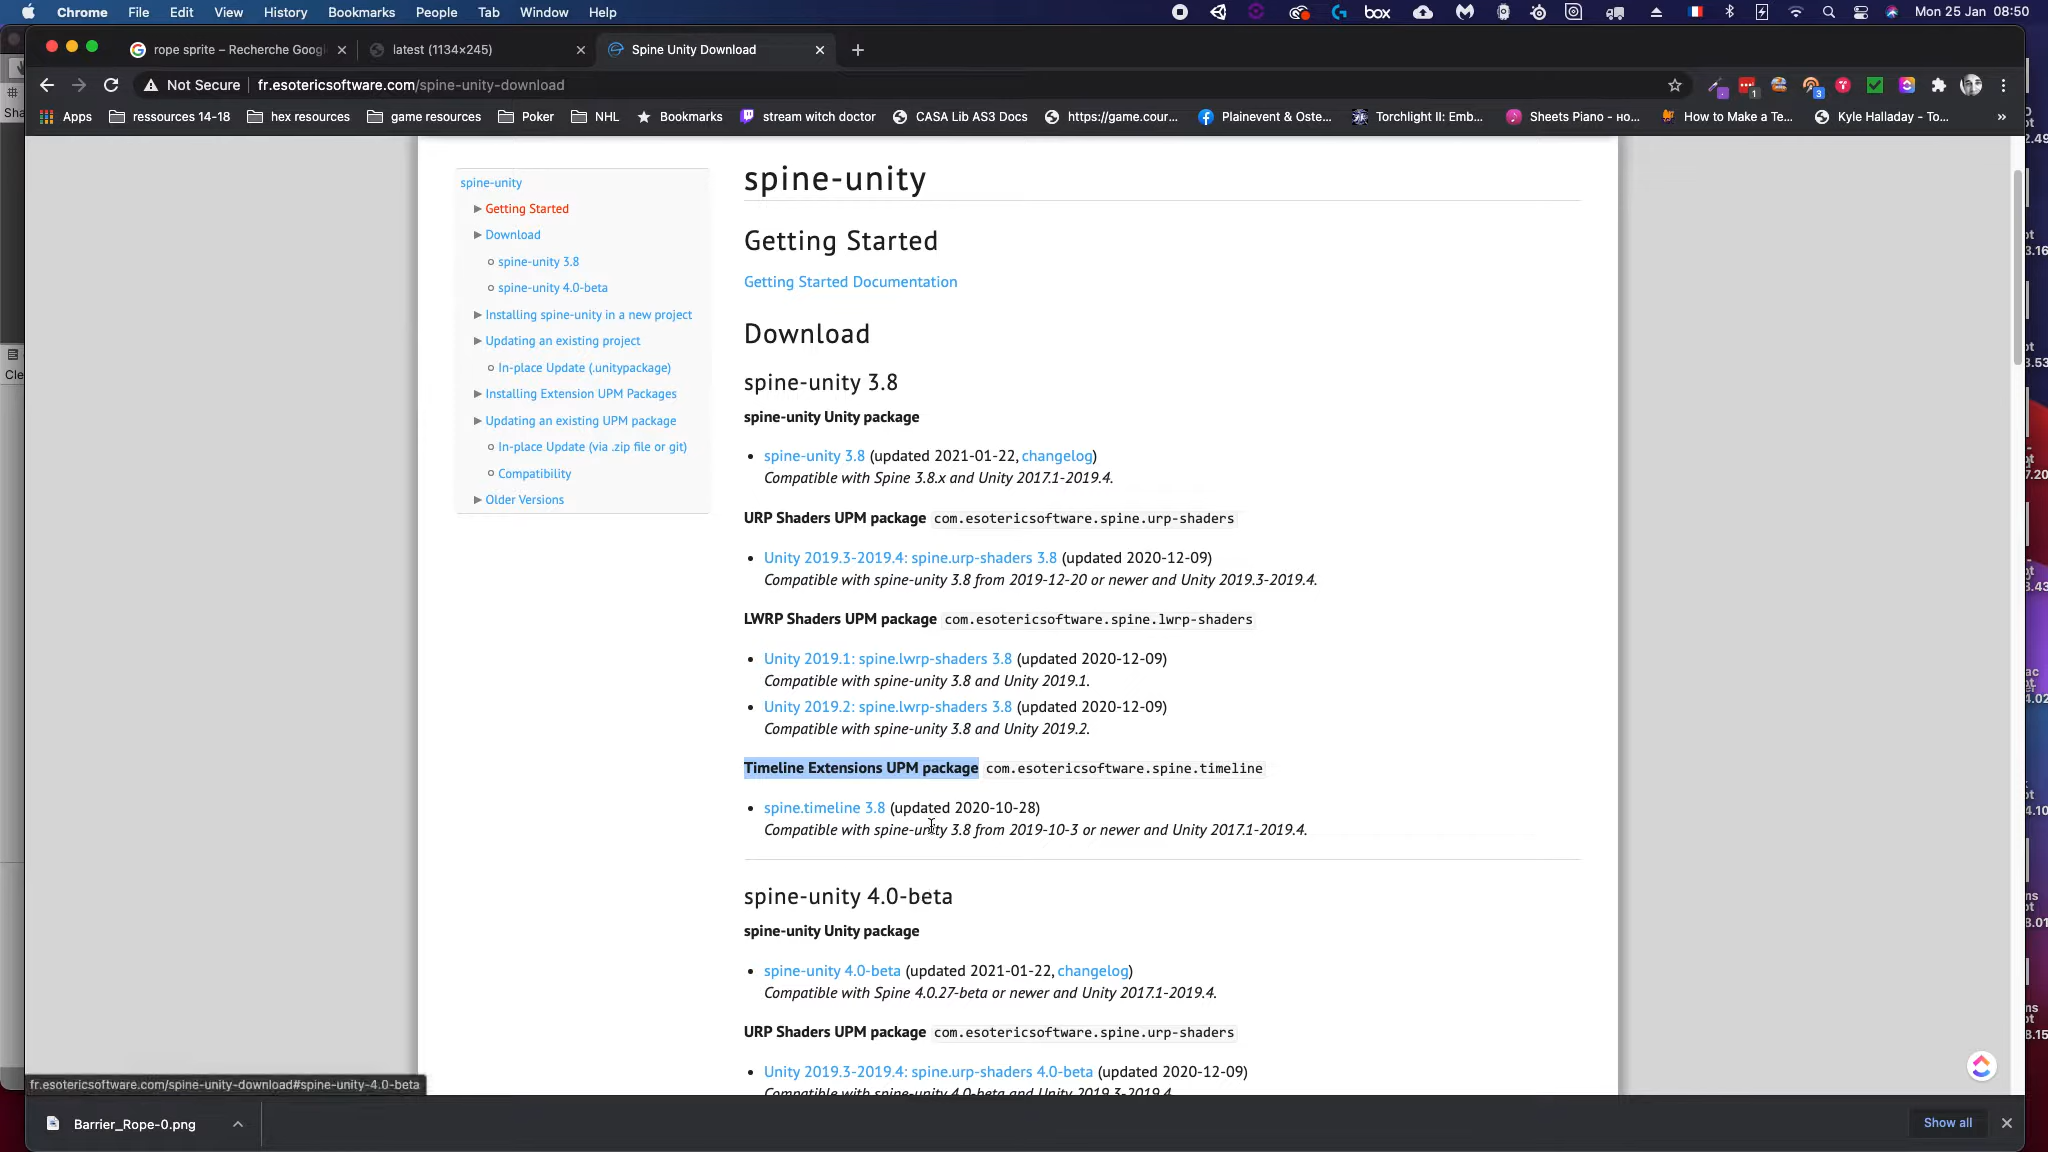 Chrome File Edit View History Bookmarks People Tab Window Help box Mon 25 Jan 08:50
rope sprite – Recherche Googl
latest (1134×245)
Spine Unity Download
Not Secure fr.esotericsoftware.com/spine-unity-download
Apps ressources 14-18 hex resources game resources Poker NHL Bookmarks stream witch doctor CASA Lib AS3 Docs https://game.cour... Plainevent & Oste... Torchlight II: Emb... Sheets Piano - но... How to Make a Te... Kyle Halladay - To... »
spine-unity
Getting Started
Download
spine-unity 3.8
spine-unity 4.0-beta
Installing spine-unity in a new project
Updating an existing project
In-place Update (.unitypackage)
Installing Extension UPM Packages
Updating an existing UPM package
In-place Update (via .zip file or git)
Compatibility
Older Versions
spine-unity
Getting Started
Getting Started Documentation
Download
spine-unity 3.8
spine-unity Unity package
• spine-unity 3.8 (updated 2021-01-22, changelog)
Compatible with Spine 3.8.x and Unity 2017.1-2019.4.
URP Shaders UPM package com.esotericsoftware.spine.urp-shaders
• Unity 2019.3-2019.4: spine.urp-shaders 3.8 (updated 2020-12-09)
Compatible with spine-unity 3.8 from 2019-12-20 or newer and Unity 2019.3-2019.4.
LWRP Shaders UPM package com.esotericsoftware.spine.lwrp-shaders
• Unity 2019.1: spine.lwrp-shaders 3.8 (updated 2020-12-09)
Compatible with spine-unity 3.8 and Unity 2019.1.
• Unity 2019.2: spine.lwrp-shaders 3.8 (updated 2020-12-09)
Compatible with spine-unity 3.8 and Unity 2019.2.
Timeline Extensions UPM package com.esotericsoftware.spine.timeline
• spine.timeline 3.8 (updated 2020-10-28)
Compatible with spine-unity 3.8 from 2019-10-3 or newer and Unity 2017.1-2019.4.
spine-unity 4.0-beta
spine-unity Unity package
• spine-unity 4.0-beta (updated 2021-01-22, changelog)
Compatible with Spine 4.0.27-beta or newer and Unity 2017.1-2019.4.
URP Shaders UPM package com.esotericsoftware.spine.urp-shaders
• Unity 2019.3-2019.4: spine.urp-shaders 4.0-beta (updated 2020-12-09)
Compatible with spine-unity 4.0-beta and Unity 2019.3-2019.4.
fr.esotericsoftware.com/spine-unity-download#spine-unity-4.0-beta
Barrier_Rope-0.png
Show all